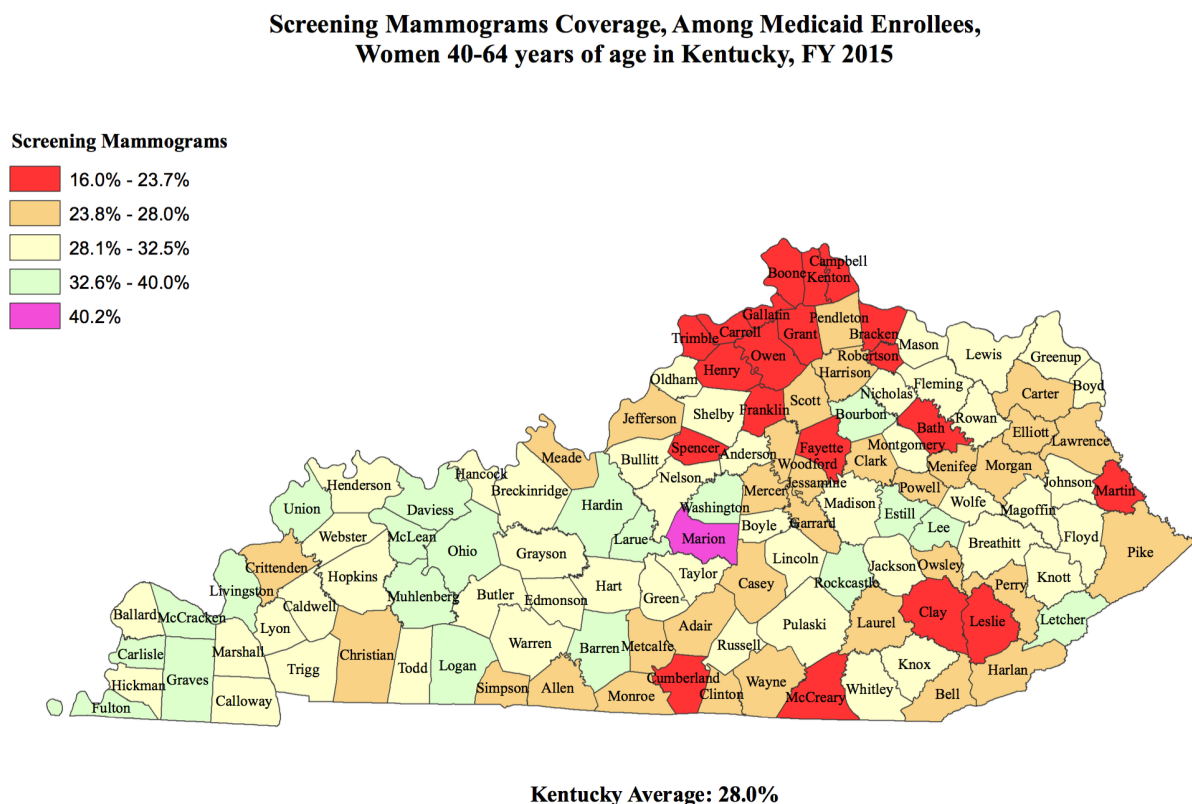 Screening Mammograms Coverage, Among Medicaid Enrollees,
Women 40-64 years of age in Kentucky, FY 2015
Screening Mammograms
16.0% - 23.7%
23.8% - 28.0%
28.1% - 32.5%
32.6% - 40.0%
40.2%
Campbell
Boone
Kenton
Gallatin
Pendleton
Trimble
Carroll
Grant
Bracken
Mason
Owen
Robertson
Lewis
Greenup
Henry
Harrison
Oldham
Fleming
Boyd
Nicholas
Carter
Scott
Shelby
Franklin
Bourbon
Jefferson
Rowan
Bath
Elliott
Lawrence
Spencer
Anderson
Fayette
Montgomery
Meade
Bullitt
Woodford
Clark
Menifee
Morgan
Hancock
Nelson
Jessamine
Johnson
Martin
Henderson
Breckinridge
Mercer
Powell
Union
Daviess
Hardin
Washington
Madison
Wolfe
Magoffin
Estill
Lee
Boyle
Garrard
Webster
McLean
Larue
Marion
Floyd
Ohio
Grayson
Breathitt
Pike
Lincoln
Crittenden
Jackson
Owsley
Hopkins
Taylor
Knott
Livingston
Hart
Casey
Rockcastle
Perry
Muhlenberg
Butler
Edmonson
Green
Caldwell
Ballard
McCracken
Clay
Leslie
Letcher
Lyon
Adair
Pulaski
Laurel
Warren
Russell
Barren
Metcalfe
Carlisle
Marshall
Christian
Trigg
Todd
Logan
Knox
Harlan
Graves
Hickman
Cumberland
Wayne
Simpson
Allen
Monroe
Clinton
McCreary
Whitley
Bell
Calloway
Fulton
Kentucky Average: 28.0%